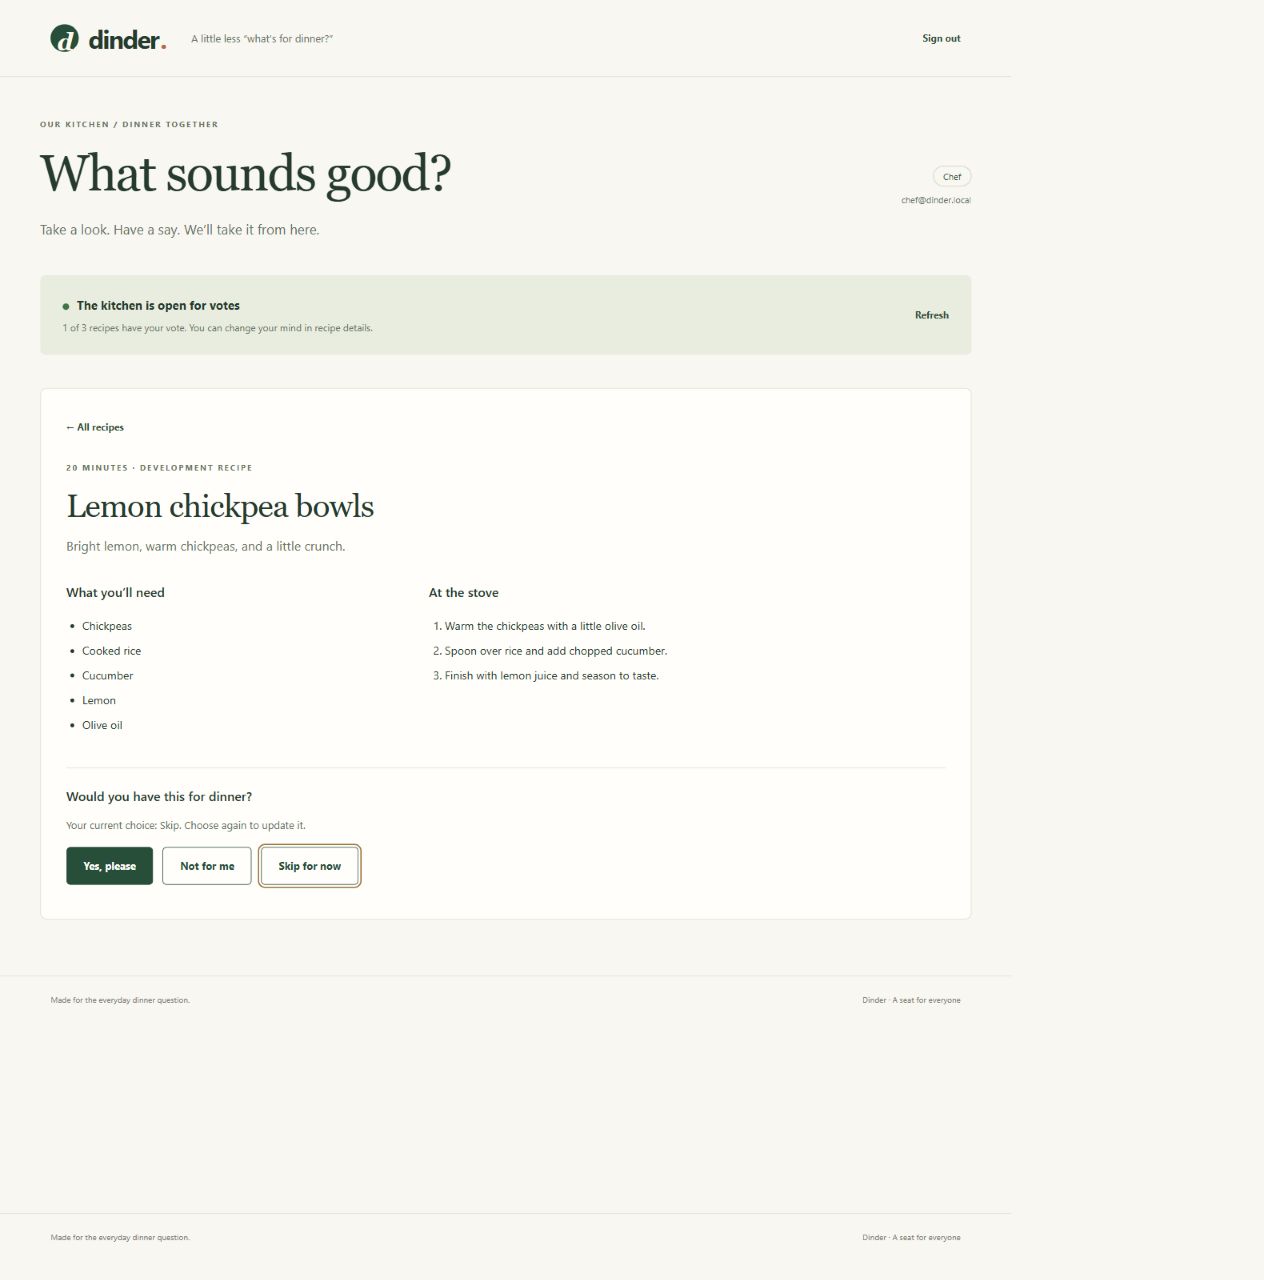 d dinder.
A little less “what’s for dinner?”
Sign out
OUR KITCHEN / DINNER TOGETHER
What sounds good?
Chef
chef@dinder.local
Take a look. Have a say. We’ll take it from here.
The kitchen is open for votes
1 of 3 recipes have your vote. You can change your mind in recipe details.
Refresh
← All recipes
20 MINUTES · DEVELOPMENT RECIPE
Lemon chickpea bowls
Bright lemon, warm chickpeas, and a little crunch.
What you’ll need
• Chickpeas
• Cooked rice
• Cucumber
• Lemon
• Olive oil
At the stove
1. Warm the chickpeas with a little olive oil.
2. Spoon over rice and add chopped cucumber.
3. Finish with lemon juice and season to taste.
Would you have this for dinner?
Your current choice: Skip. Choose again to update it.
Yes, please
Not for me
Skip for now
Made for the everyday dinner question.
Dinder · A seat for everyone
Made for the everyday dinner question.
Dinder · A seat for everyone